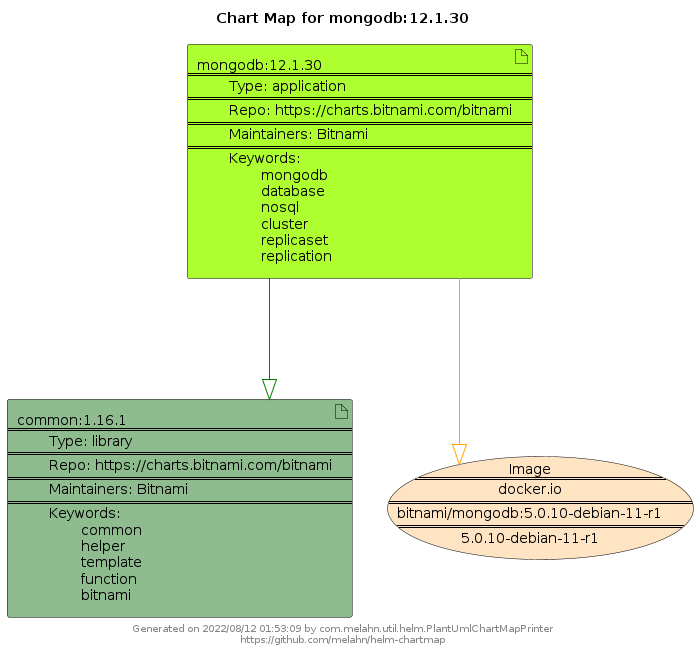 Chart Map for mongodb:12.1.30
mongodb:12.1.30
Type: application
Repo: https://charts.bitnami.com/bitnami
Maintainers: Bitnami
Keywords:
mongodb
database
nosql
cluster
replicaset
replication
common:1.16.1
Type: library
Repo: https://charts.bitnami.com/bitnami
Maintainers: Bitnami
Keywords:
common
helper
template
function
bitnami
Image
docker.io
bitnami/mongodb:5.0.10-debian-11-r1
5.0.10-debian-11-r1
Generated on 2022/08/12 01:53:09 by com.melahn.util.helm.PlantUmlChartMapPrinter
https://github.com/melahn/helm-chartmap